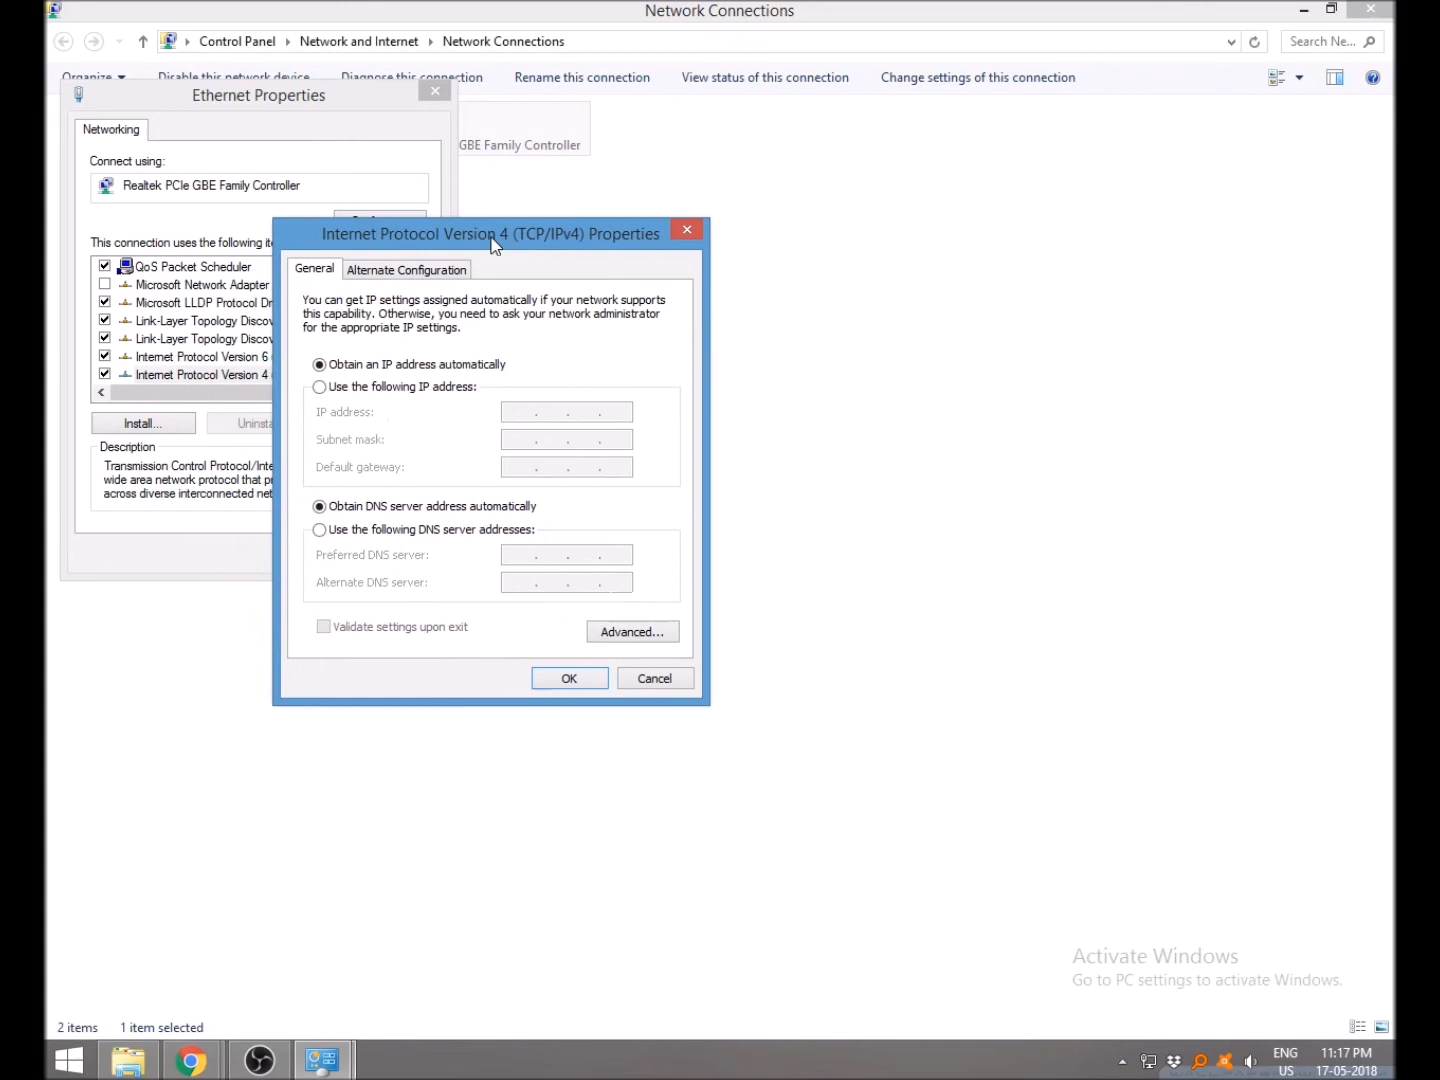 Network Connections
Control Panel Network and Internet Network Connections
Search Ne...
Organize Disable this network device Diagnose this connection Rename this connection View status of this connection Change settings of this connection
Ethernet Properties
GBE Family Controller
Networking
Connect using:
Realtek PCIe GBE Family Controller
This connection uses the following ite
QoS Packet Scheduler
Microsoft Network Adapter
Microsoft LLDP Protocol Dr
Link-Layer Topology Discov
Link-Layer Topology Discov
Internet Protocol Version 6
Internet Protocol Version 4
Install... Uninsta
Description
Transmission Control Protocol/Inte
wide area network protocol that pr
across diverse interconnected net
Internet Protocol Version 4 (TCP/IPv4) Properties
General Alternate Configuration
You can get IP settings assigned automatically if your network supports
this capability. Otherwise, you need to ask your network administrator
for the appropriate IP settings.
Obtain an IP address automatically
Use the following IP address:
IP address: . . .
Subnet mask: . . .
Default gateway: . . .
Obtain DNS server address automatically
Use the following DNS server addresses:
Preferred DNS server: . . .
Alternate DNS server: . . .
Validate settings upon exit
Advanced...
OK Cancel
Activate Windows
Go to PC settings to activate Windows.
2 items 1 item selected
ENG 11:17 PM
US 17-05-2018